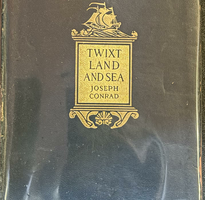 TWIXT
LAND
AND SEA
JOSEPH
CONRAD